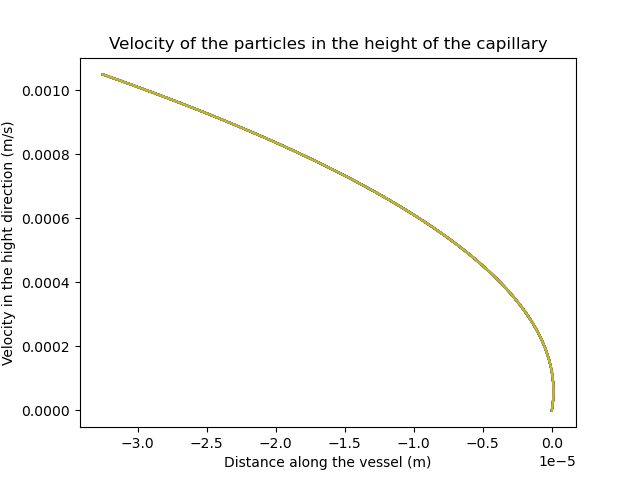 Velocity of the particles in the height of the capillary
Velocity in the hight direction (m/s)
0.0010
0.0008
0.0006
0.0004
0.0002
0.0000
−3.0 −2.5 −2.0 −1.5 −1.0 −0.5 0.0
1e−5
Distance along the vessel (m)